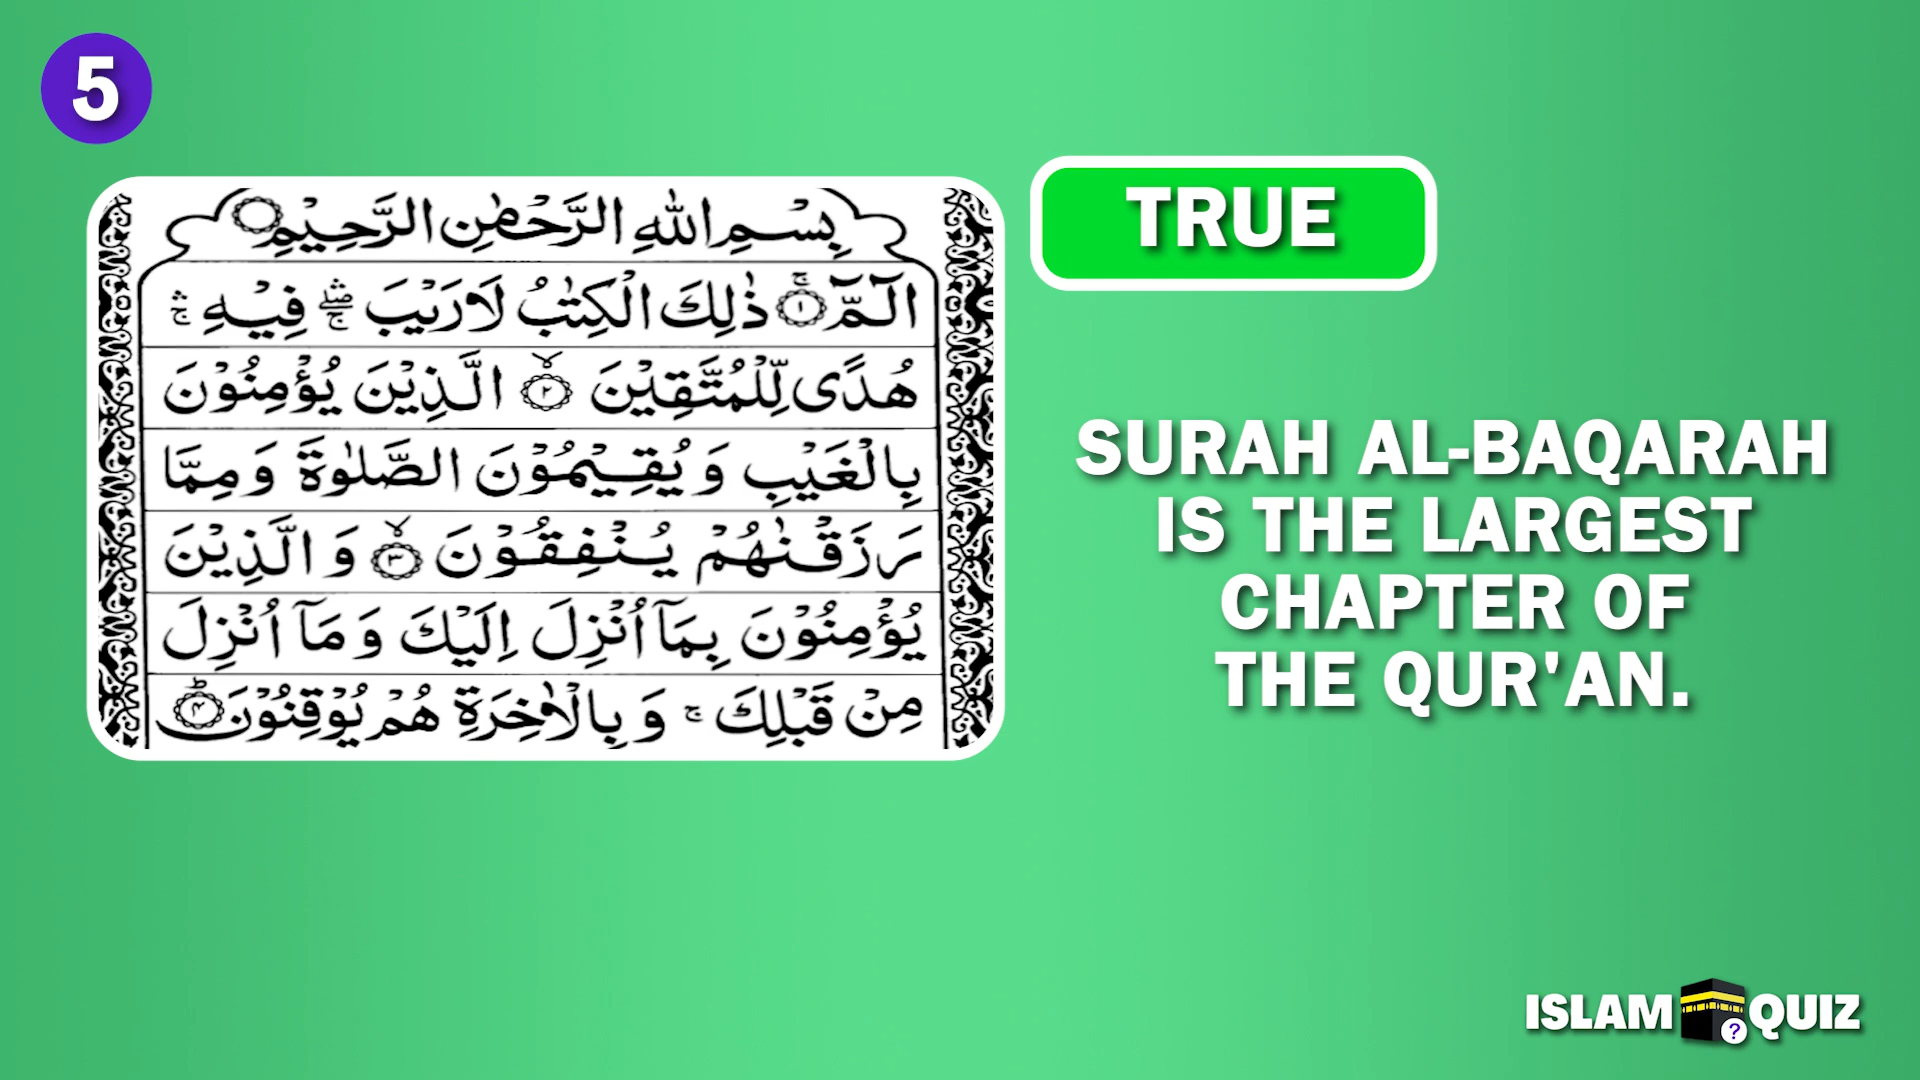 5
بِسْمِ اللّٰهِ الرَّحْمٰنِ الرَّحِيْمِ
الٓمّٓ ۚ ۝١ ذٰلِكَ الْكِتٰبُ لَا رَيْبَ ۛۖۚ فِيْهِ ۛۚ
هُدًى لِّلْمُتَّقِيْنَ ۙ۝٢ الَّذِيْنَ يُؤْمِنُوْنَ
بِالْغَيْبِ وَ يُقِيْمُوْنَ الصَّلٰوةَ وَ مِمَّا
رَزَقْنٰهُمْ يُنْفِقُوْنَ ۙ۝٣ وَ الَّذِيْنَ
يُؤْمِنُوْنَ بِمَاۤ اُنْزِلَ اِلَيْكَ وَ مَاۤ اُنْزِلَ
مِنْ قَبْلِكَ ۚ وَ بِالْاٰخِرَةِ هُمْ يُوْقِنُوْنَ ؕ۝٤
TRUE
SURAH AL-BAQARAH
IS THE LARGEST
CHAPTER OF
THE QUR'AN.
ISLAM ? QUIZ